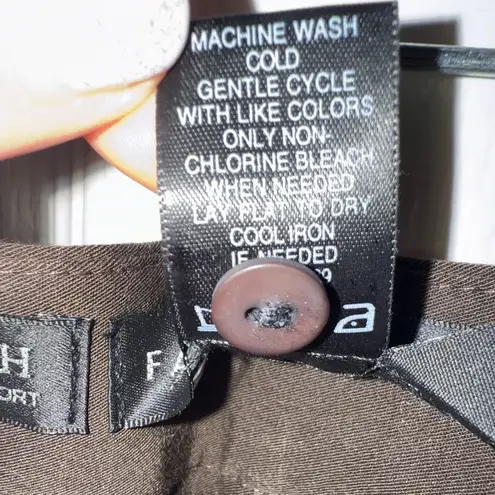 MACHINE WASH
COLD
GENTLE CYCLE
WITH LIKE COLORS
ONLY NON-
CHLORINE BLEACH
WHEN NEEDED
LAY FLAT TO DRY
COOL IRON
IF NEEDED